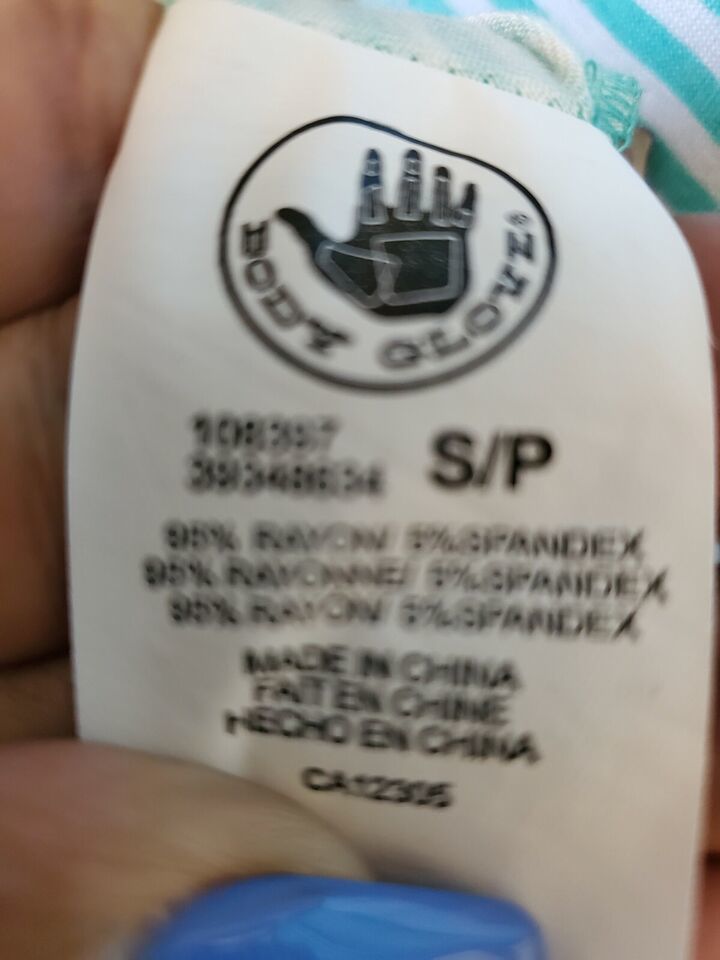 BODY GLOVE®
S/P
95% RAYON/ 5%SPANDEX
95% RAYONNE/ 5%SPANDEX
95% RAYON/ 5%SPANDEX
MADE IN CHINA
FAIT EN CHINE
HECHO EN CHINA
CA12305